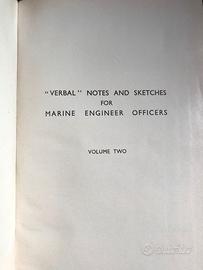 "VERBAL" NOTES AND SKETCHES
FOR
MARINE ENGINEER OFFICERS
VOLUME TWO